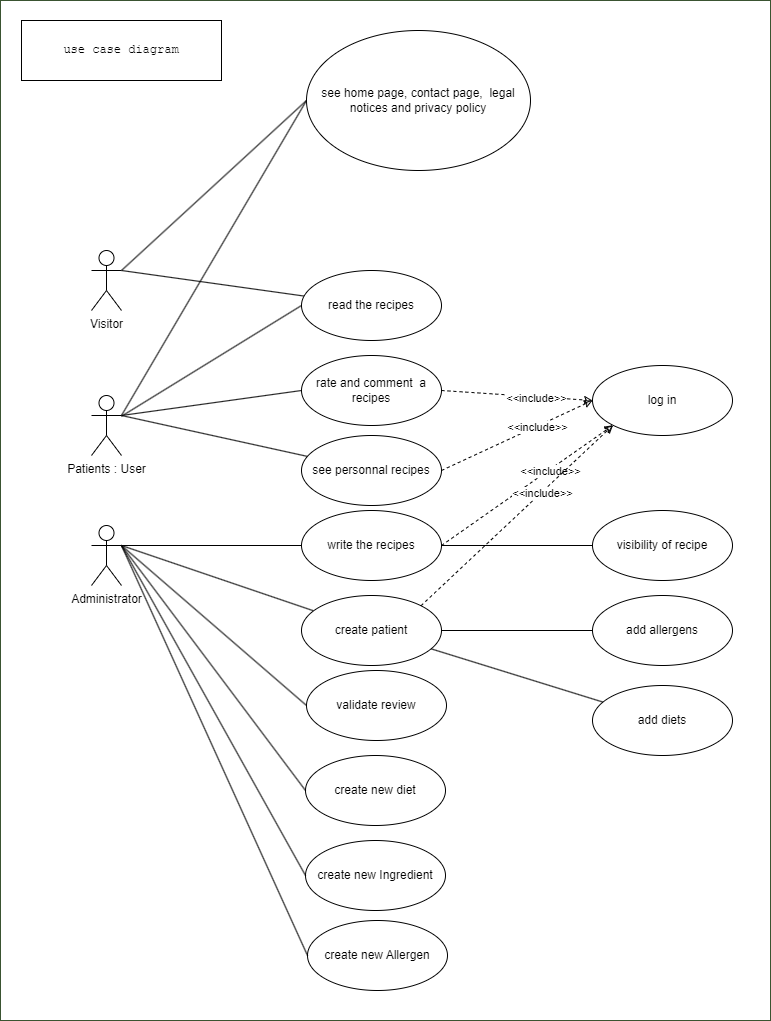 use case diagram
see home page, contact page,  legal
notices and privacy policy
Visitor
read the recipes
rate and comment  a
recipes
<<include>>
log in
<<include>>
Patients : User
see personnal recipes
<<include>>
<<include>>
write the recipes
visibility of recipe
Administrator
create patient
add allergens
validate review
add diets
create new diet
create new Ingredient
create new Allergen